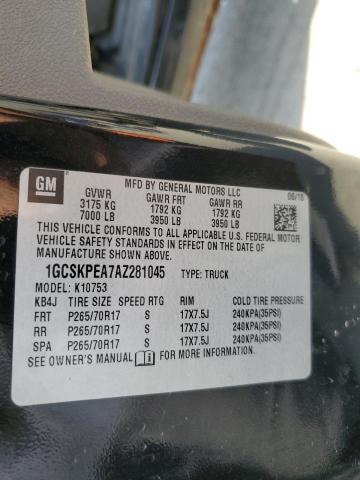 GM
MFD BY GENERAL MOTORS LLC
GVWR GAWR FRT GAWR RR 06/10
3175 KG 1792 KG 1792 KG
7000 LB 3950 LB 3950 LB
THIS VEHICLE CONFORMS TO ALL APPLICABLE U.S. FEDERAL MOTOR
VEHICLE SAFETY STANDARDS IN EFFECT ON THE DATE OF
MANUFACTURE SHOWN ABOVE.
1GCSKPEA7AZ281045 TYPE: TRUCK
MODEL: K10753
KB4J TIRE SIZE SPEED RTG RIM COLD TIRE PRESSURE
FRT P265/70R17 S 17X7.5J 240KPA(35PSI)
RR P265/70R17 S 17X7.5J 240KPA(35PSI)
SPA P265/70R17 S 17X7.5J 240KPA(35PSI)
SEE OWNER'S MANUAL FOR MORE INFORMATION.